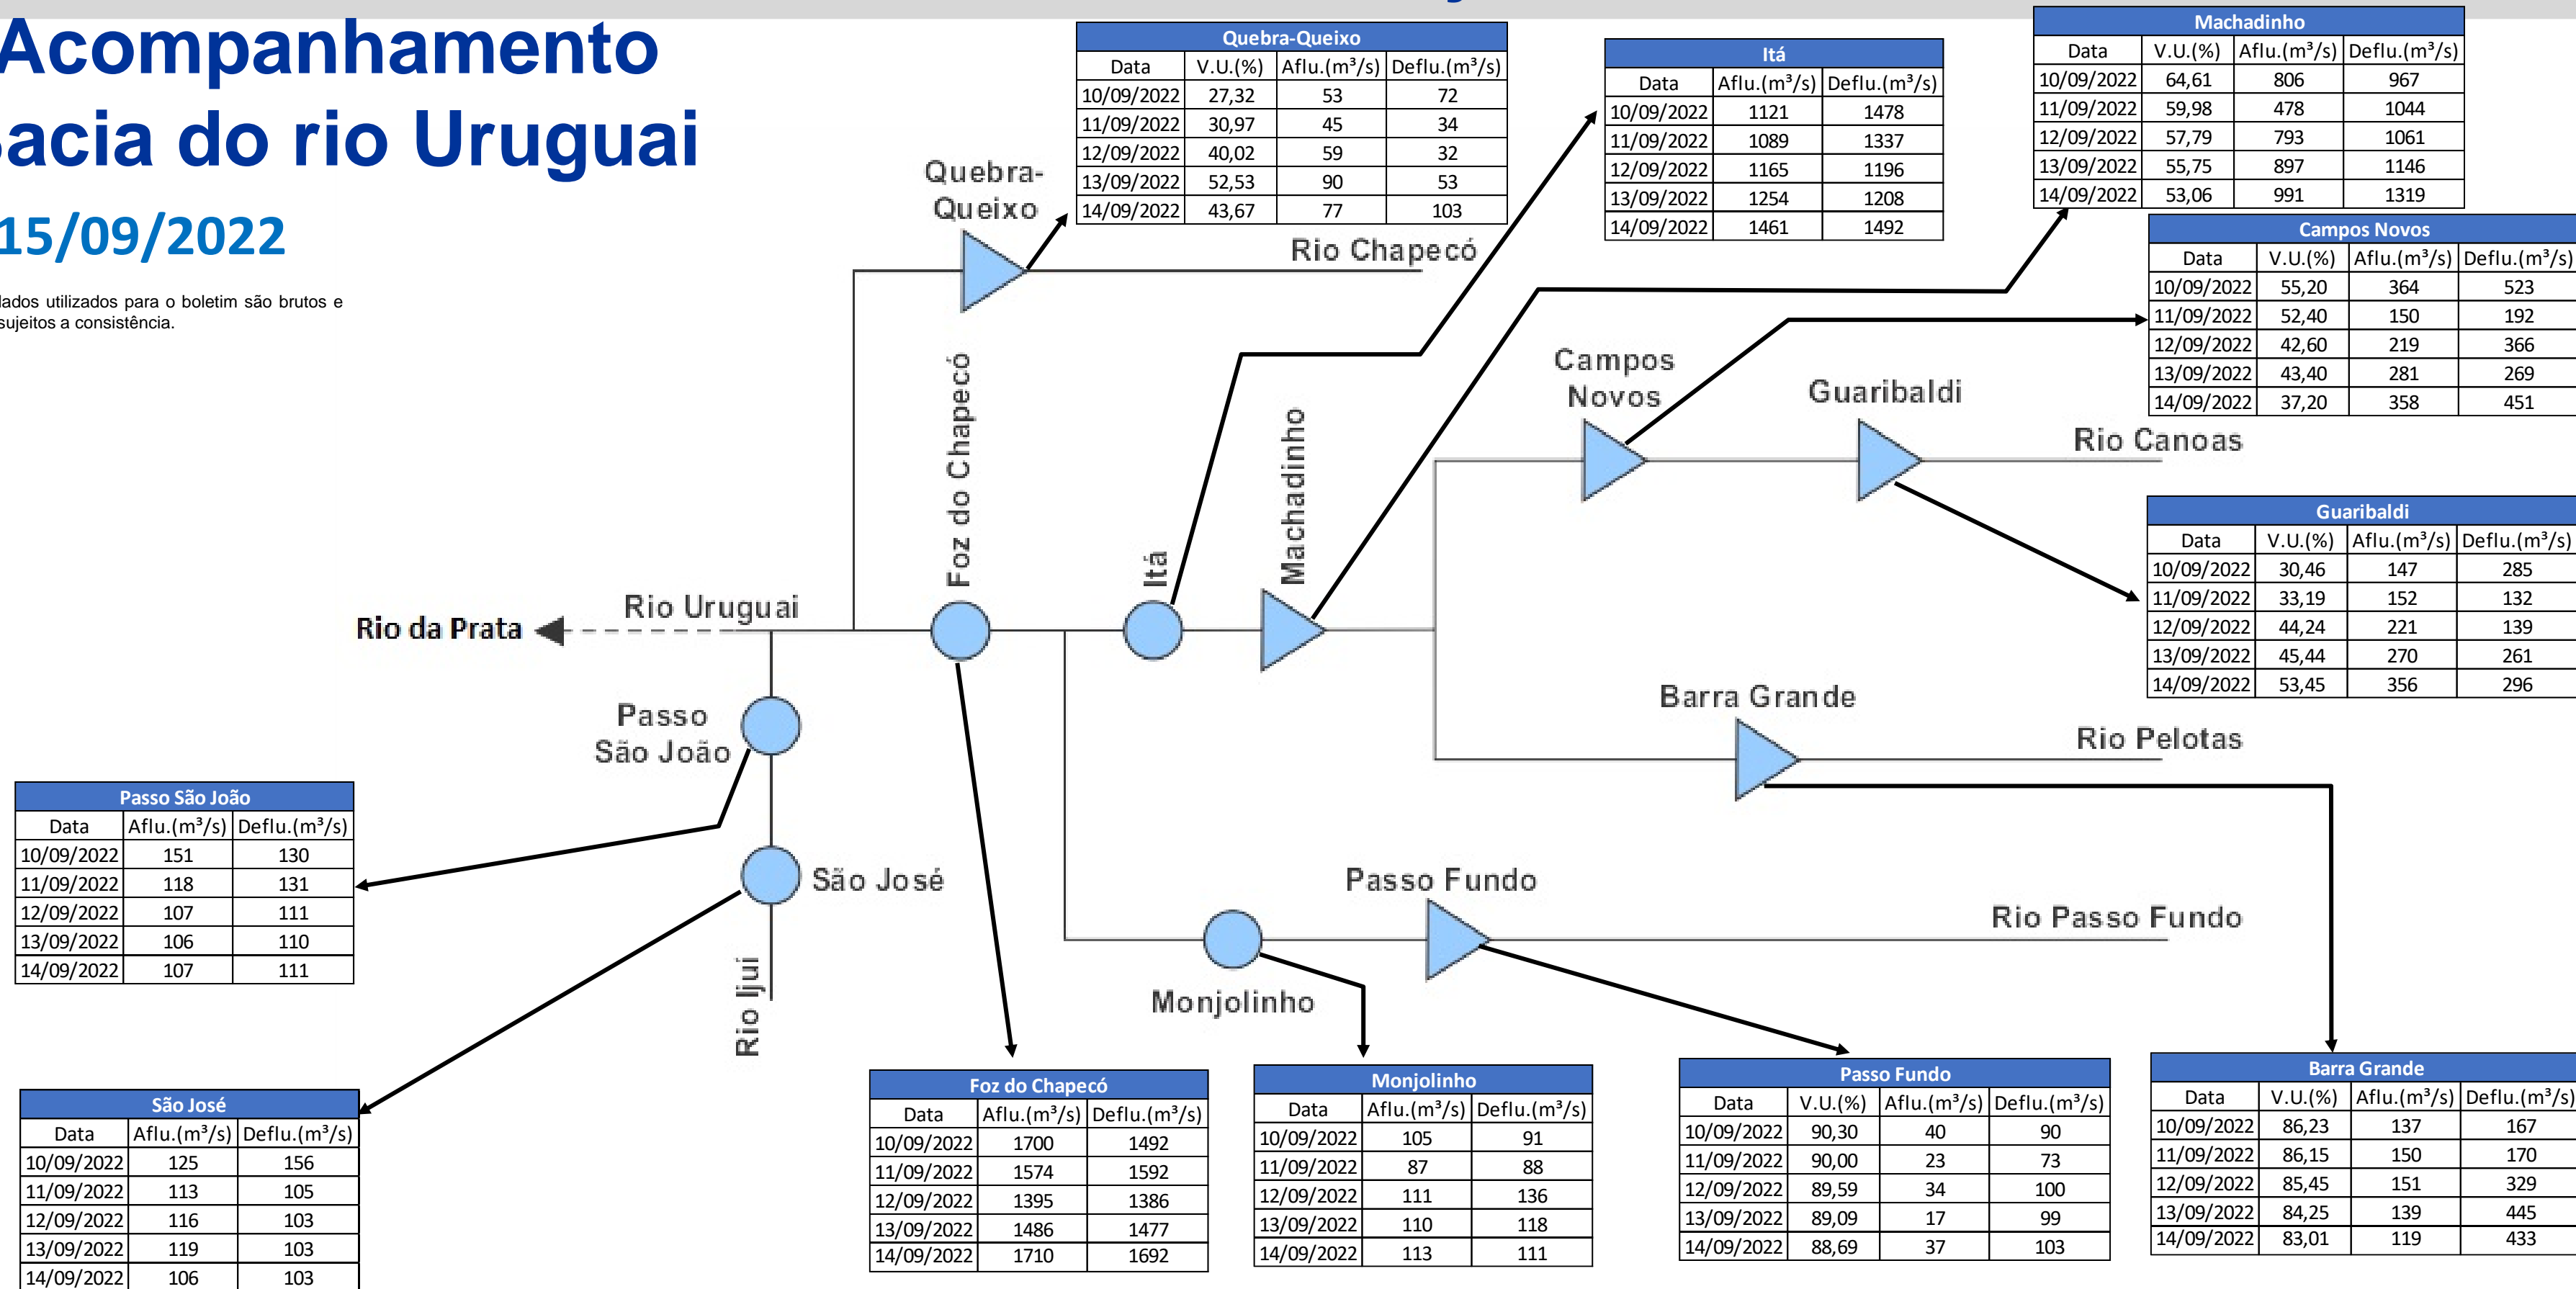 Acompanhamento
Bacia do rio Uruguai
15/09/2022
dados utilizados para o boletim são brutos e
sujeitos a consistência.
Quebra-Queixo
Data V.U.(%) Aflu.(m³/s) Deflu.(m³/s)
10/09/2022 27,32 53 72
11/09/2022 30,97 45 34
12/09/2022 40,02 59 32
13/09/2022 52,53 90 53
14/09/2022 43,67 77 103
Itá
Data Aflu.(m³/s) Deflu.(m³/s)
10/09/2022 1121 1478
11/09/2022 1089 1337
12/09/2022 1165 1196
13/09/2022 1254 1208
14/09/2022 1461 1492
Machadinho
Data V.U.(%) Aflu.(m³/s) Deflu.(m³/s)
10/09/2022 64,61 806 967
11/09/2022 59,98 478 1044
12/09/2022 57,79 793 1061
13/09/2022 55,75 897 1146
14/09/2022 53,06 991 1319
Campos Novos
Data V.U.(%) Aflu.(m³/s) Deflu.(m³/s)
10/09/2022 55,20 364 523
11/09/2022 52,40 150 192
12/09/2022 42,60 219 366
13/09/2022 43,40 281 269
14/09/2022 37,20 358 451
Guaribaldi
Data V.U.(%) Aflu.(m³/s) Deflu.(m³/s)
10/09/2022 30,46 147 285
11/09/2022 33,19 152 132
12/09/2022 44,24 221 139
13/09/2022 45,44 270 261
14/09/2022 53,45 356 296
Quebra-
Queixo
Rio Chapecó
Foz do Chapecó
Itá
Machadinho
Campos
Novos
Guaribaldi
Rio Canoas
Rio da Prata
Rio Uruguai
Passo
São João
Barra Grande
Rio Pelotas
São José
Passo Fundo
Rio Passo Fundo
Monjolinho
Rio Ijui
Passo São João
Data Aflu.(m³/s) Deflu.(m³/s)
10/09/2022 151 130
11/09/2022 118 131
12/09/2022 107 111
13/09/2022 106 110
14/09/2022 107 111
São José
Data Aflu.(m³/s) Deflu.(m³/s)
10/09/2022 125 156
11/09/2022 113 105
12/09/2022 116 103
13/09/2022 119 103
14/09/2022 106 103
Foz do Chapecó
Data Aflu.(m³/s) Deflu.(m³/s)
10/09/2022 1700 1492
11/09/2022 1574 1592
12/09/2022 1395 1386
13/09/2022 1486 1477
14/09/2022 1710 1692
Monjolinho
Data Aflu.(m³/s) Deflu.(m³/s)
10/09/2022 105 91
11/09/2022 87 88
12/09/2022 111 136
13/09/2022 110 118
14/09/2022 113 111
Passo Fundo
Data V.U.(%) Aflu.(m³/s) Deflu.(m³/s)
10/09/2022 90,30 40 90
11/09/2022 90,00 23 73
12/09/2022 89,59 34 100
13/09/2022 89,09 17 99
14/09/2022 88,69 37 103
Barra Grande
Data V.U.(%) Aflu.(m³/s) Deflu.(m³/s)
10/09/2022 86,23 137 167
11/09/2022 86,15 150 170
12/09/2022 85,45 151 329
13/09/2022 84,25 139 445
14/09/2022 83,01 119 433